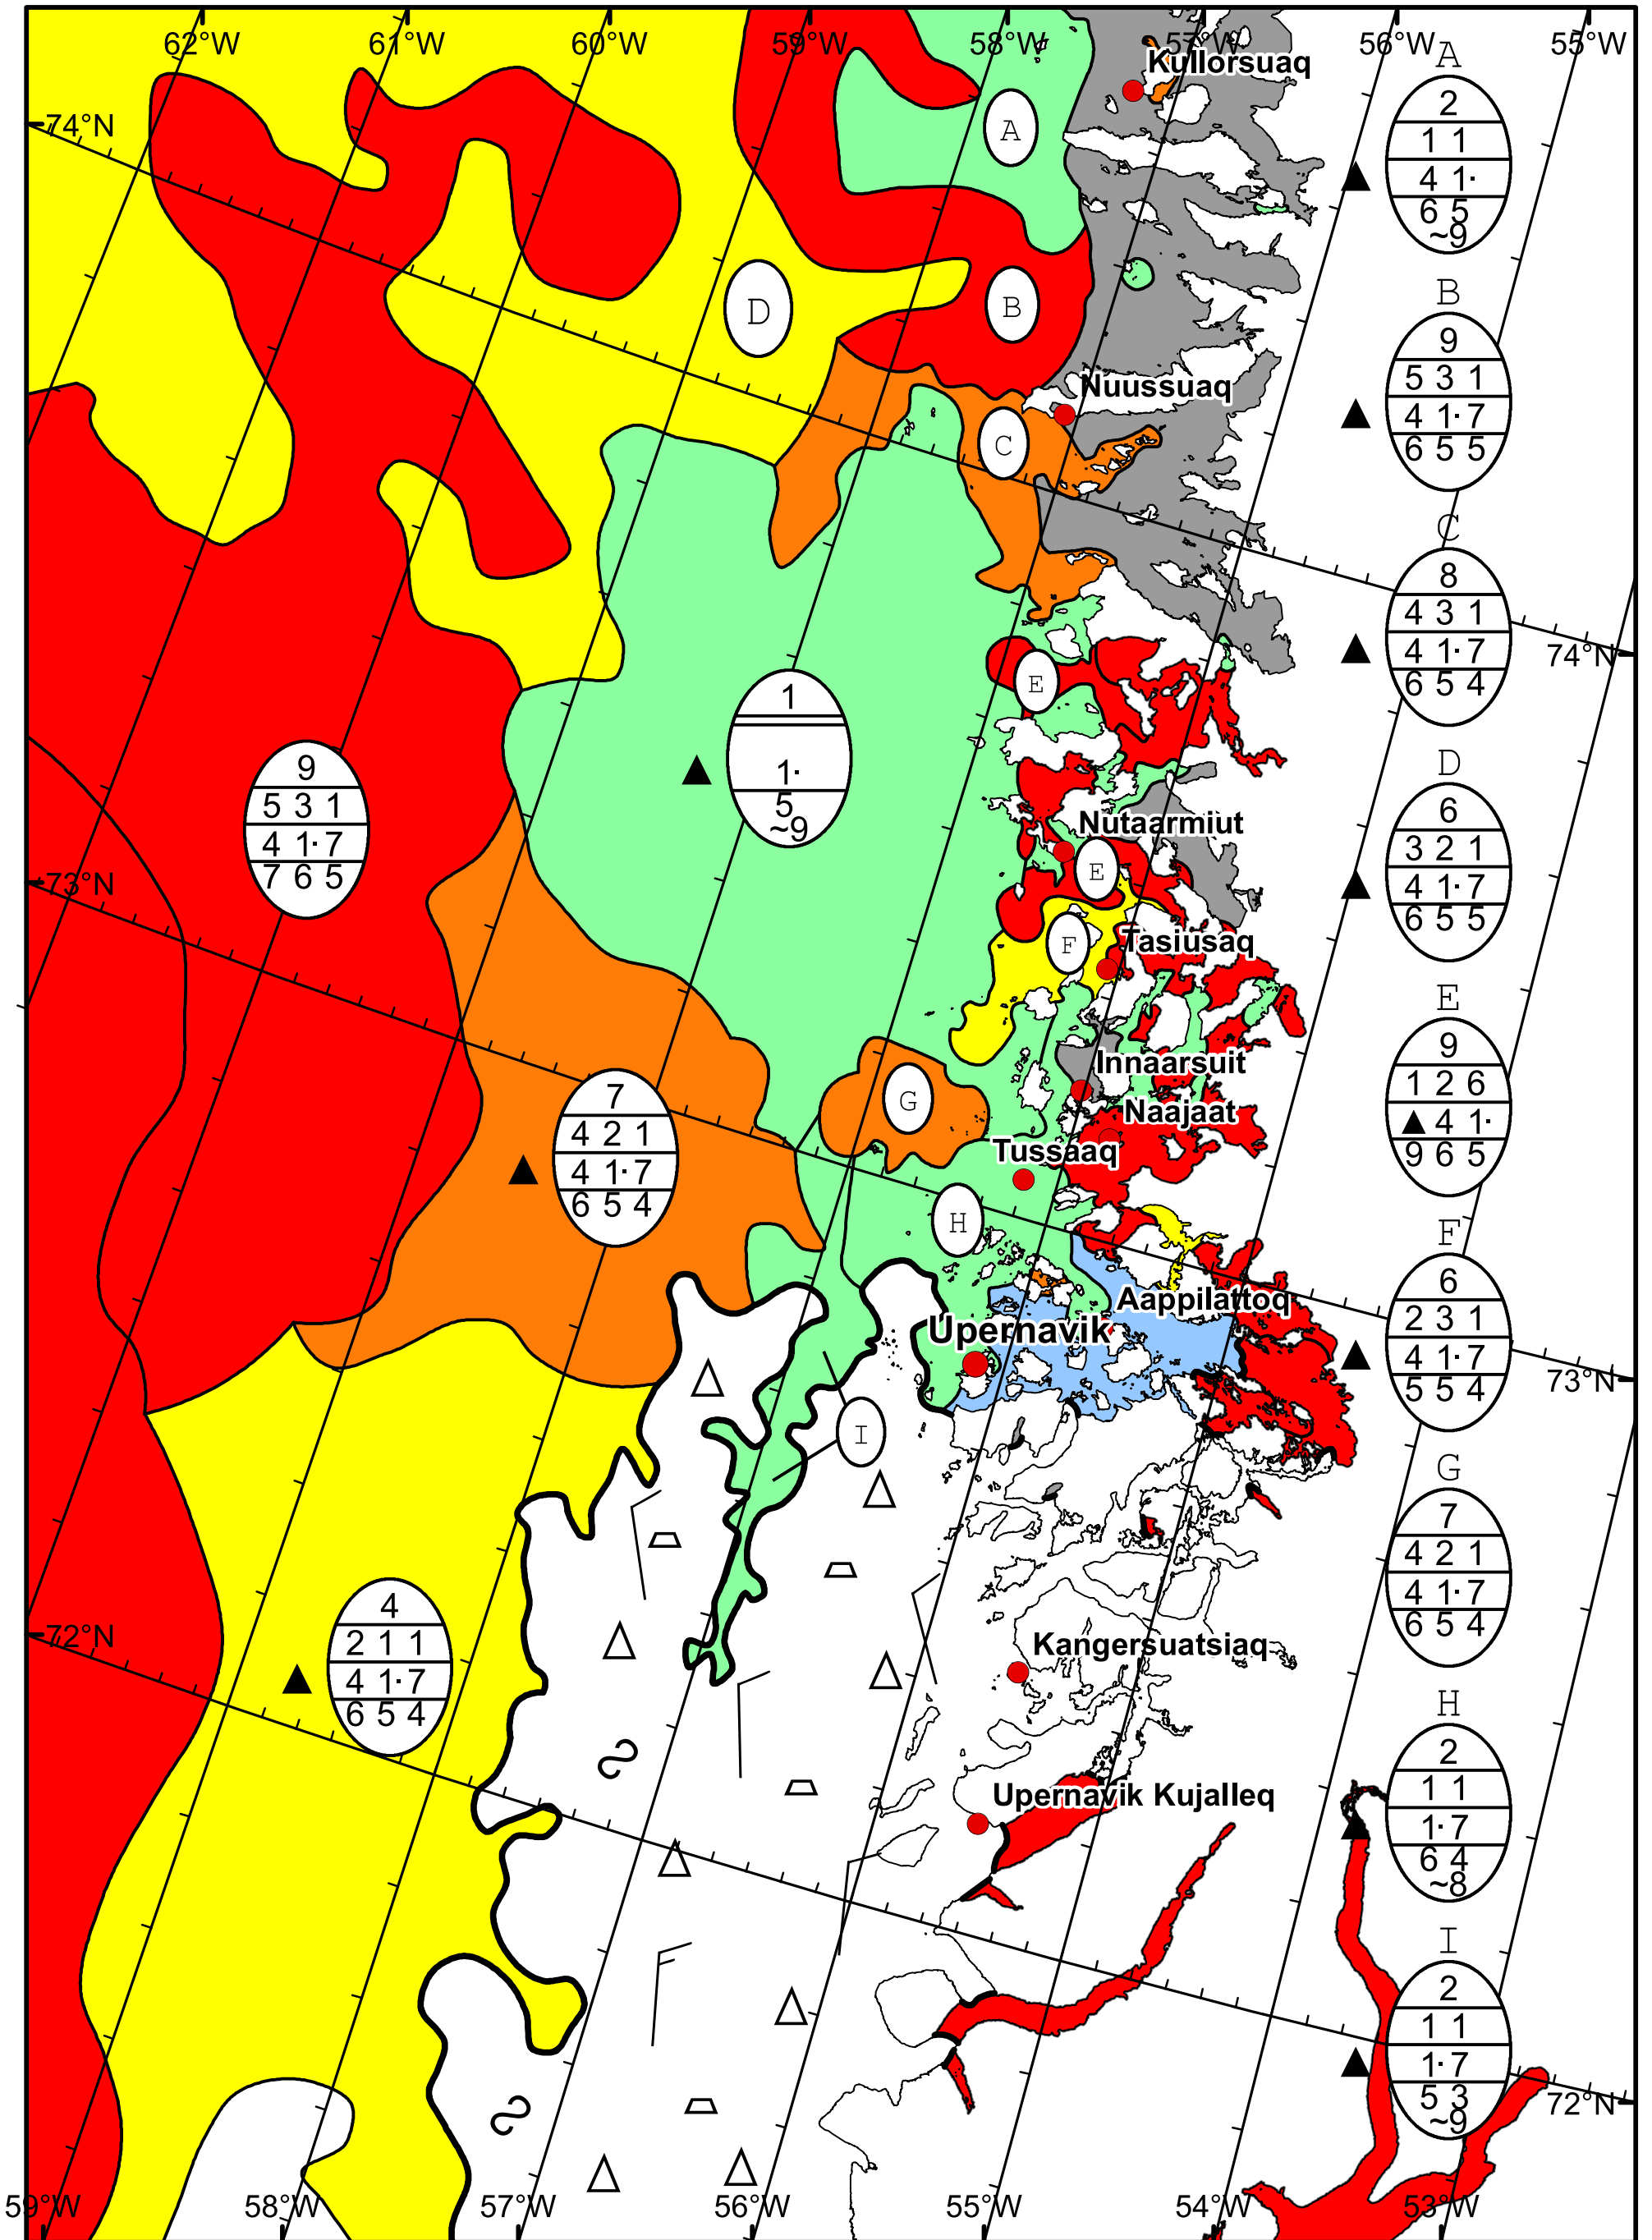 62°W 61°W 60°W 59°W 58°W 57°W 56°W 55°W
Kullorsuaq
74°N
A
2
1 1
4 1·
6 5
~9
A
D
B
B
9
5 3 1
4 1· 7
6 5 5
Nuussuaq
C
C
8
4 3 1
4 1· 7
6 5 4
74°N
E
1
1·
5
~9
9
5 3 1
4 1· 7
7 6 5
D
6
3 2 1
4 1· 7
6 5 5
Nutaarmiut
E
73°N
F
Tasiusaq
E
9
1 2 6
▲ 4 1·
9 6 5
Innaarsuit
G
Naajaat
7
4 2 1
4 1· 7
6 5 4
Tussaaq
H
F
6
2 3 1
4 1· 7
5 5 4
Aappilattoq
Upernavik
73°N
I
G
7
4 2 1
4 1· 7
6 5 4
4
2 1 1
4 1· 7
6 5 4
72°N
Kangersuatsiaq
H
2
1 1
1· 7
6 4
~8
Upernavik Kujalleq
I
2
1 1
1· 7
5 3
~9
72°N
59°W 58°W 57°W 56°W 55°W 54°W 53°W